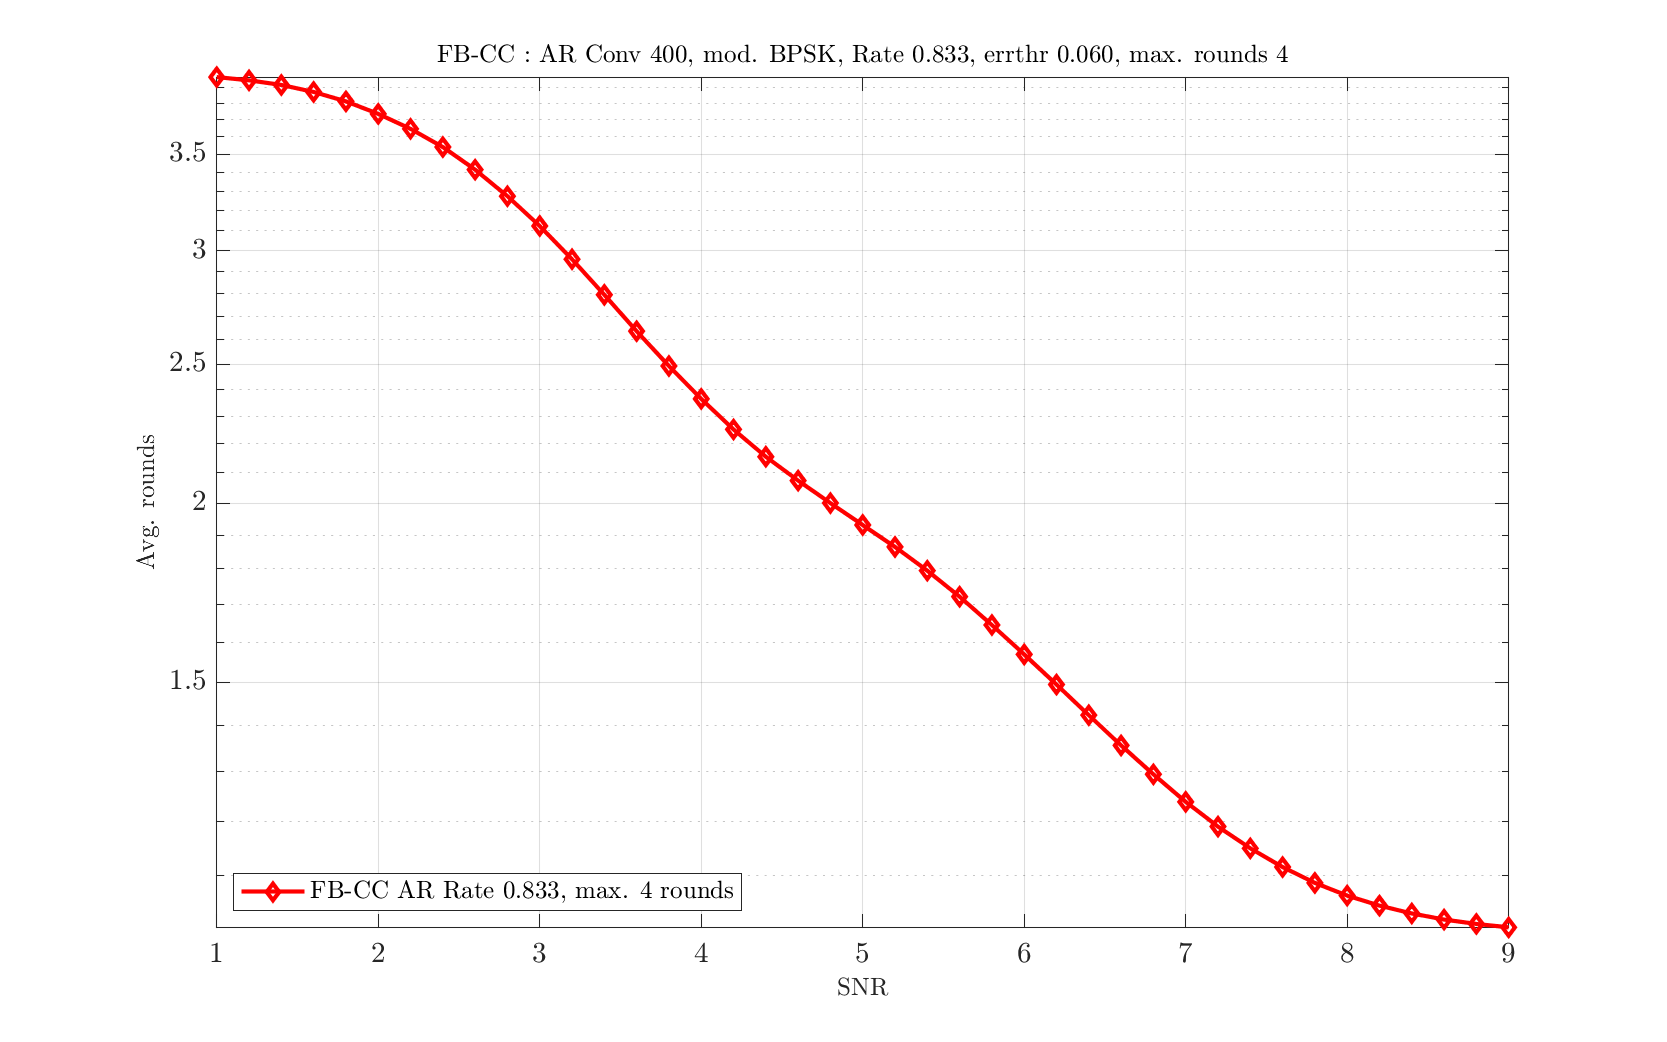 FB-CC : AR Conv 400, mod. BPSK, Rate 0.833, errthr 0.060, max. rounds 4
3.5
3
2.5
2
1.5
Avg. rounds
FB-CC AR Rate 0.833, max. 4 rounds
1 2 3 4 5 6 7 8 9
SNR